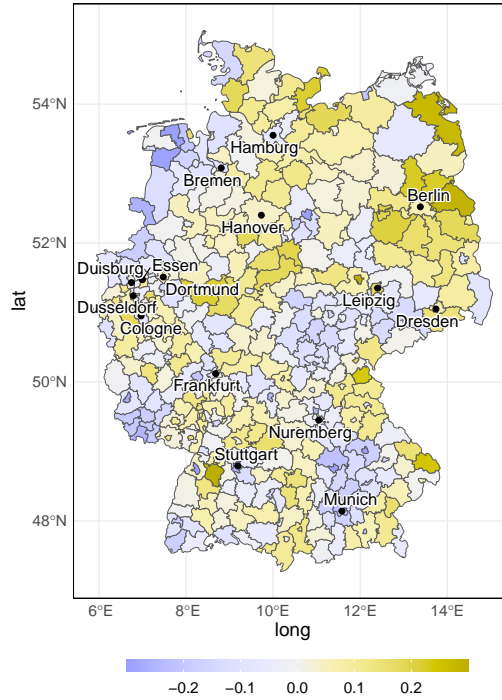 54°N
52°N
50°N
48°N
lat
Hamburg
Bremen
Berlin
Hanover
Duisburg
Essen
Dortmund
Dusseldorf
Cologne
Leipzig
Dresden
Frankfurt
Nuremberg
Stuttgart
Munich
6°E 8°E 10°E 12°E 14°E
long
−0.2 −0.1 0.0 0.1 0.2